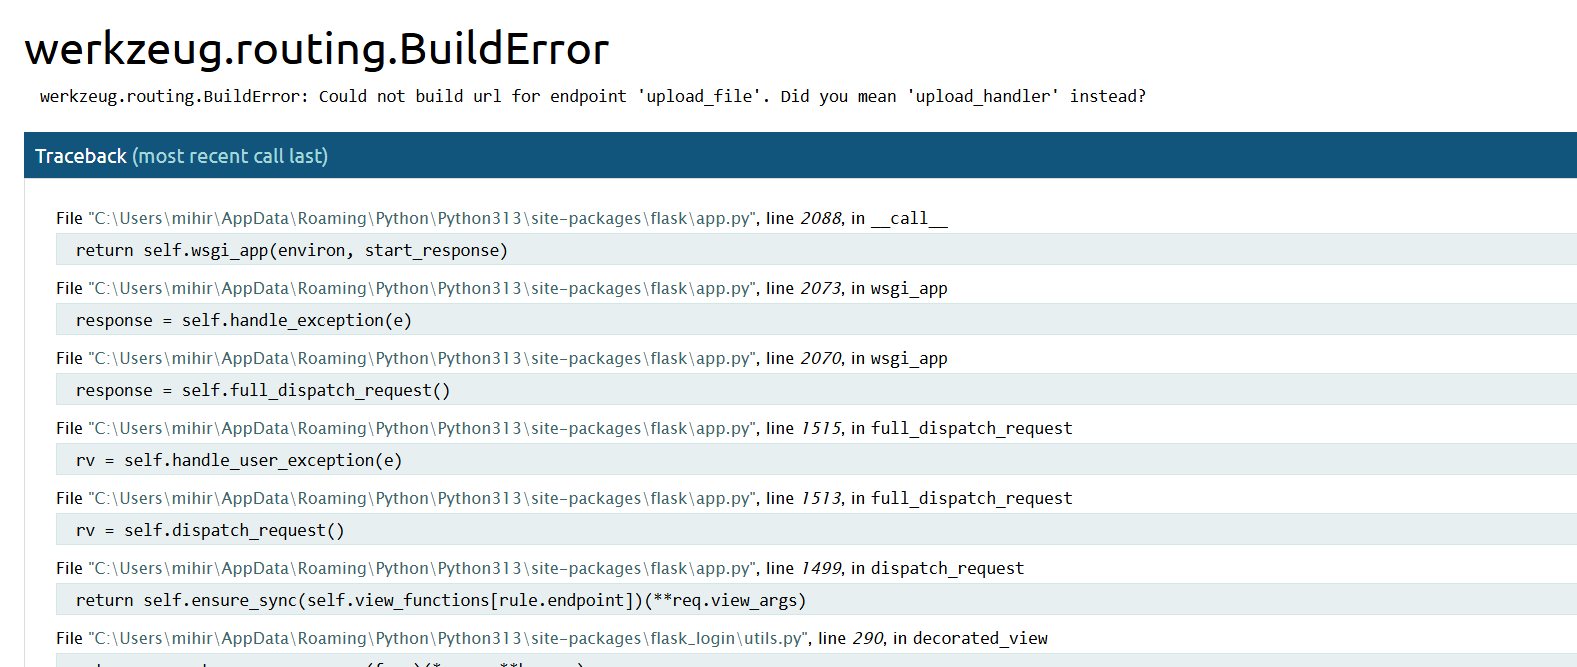 werkzeug.routing.BuildError
werkzeug.routing.BuildError: Could not build url for endpoint 'upload_file'. Did you mean 'upload_handler' instead?
Traceback (most recent call last)
File "C:\Users\mihir\AppData\Roaming\Python\Python313\site-packages\flask\app.py", line 2088, in __call__
return self.wsgi_app(environ, start_response)
File "C:\Users\mihir\AppData\Roaming\Python\Python313\site-packages\flask\app.py", line 2073, in wsgi_app
response = self.handle_exception(e)
File "C:\Users\mihir\AppData\Roaming\Python\Python313\site-packages\flask\app.py", line 2070, in wsgi_app
response = self.full_dispatch_request()
File "C:\Users\mihir\AppData\Roaming\Python\Python313\site-packages\flask\app.py", line 1515, in full_dispatch_request
rv = self.handle_user_exception(e)
File "C:\Users\mihir\AppData\Roaming\Python\Python313\site-packages\flask\app.py", line 1513, in full_dispatch_request
rv = self.dispatch_request()
File "C:\Users\mihir\AppData\Roaming\Python\Python313\site-packages\flask\app.py", line 1499, in dispatch_request
return self.ensure_sync(self.view_functions[rule.endpoint])(**req.view_args)
File "C:\Users\mihir\AppData\Roaming\Python\Python313\site-packages\flask_login\utils.py", line 290, in decorated_view